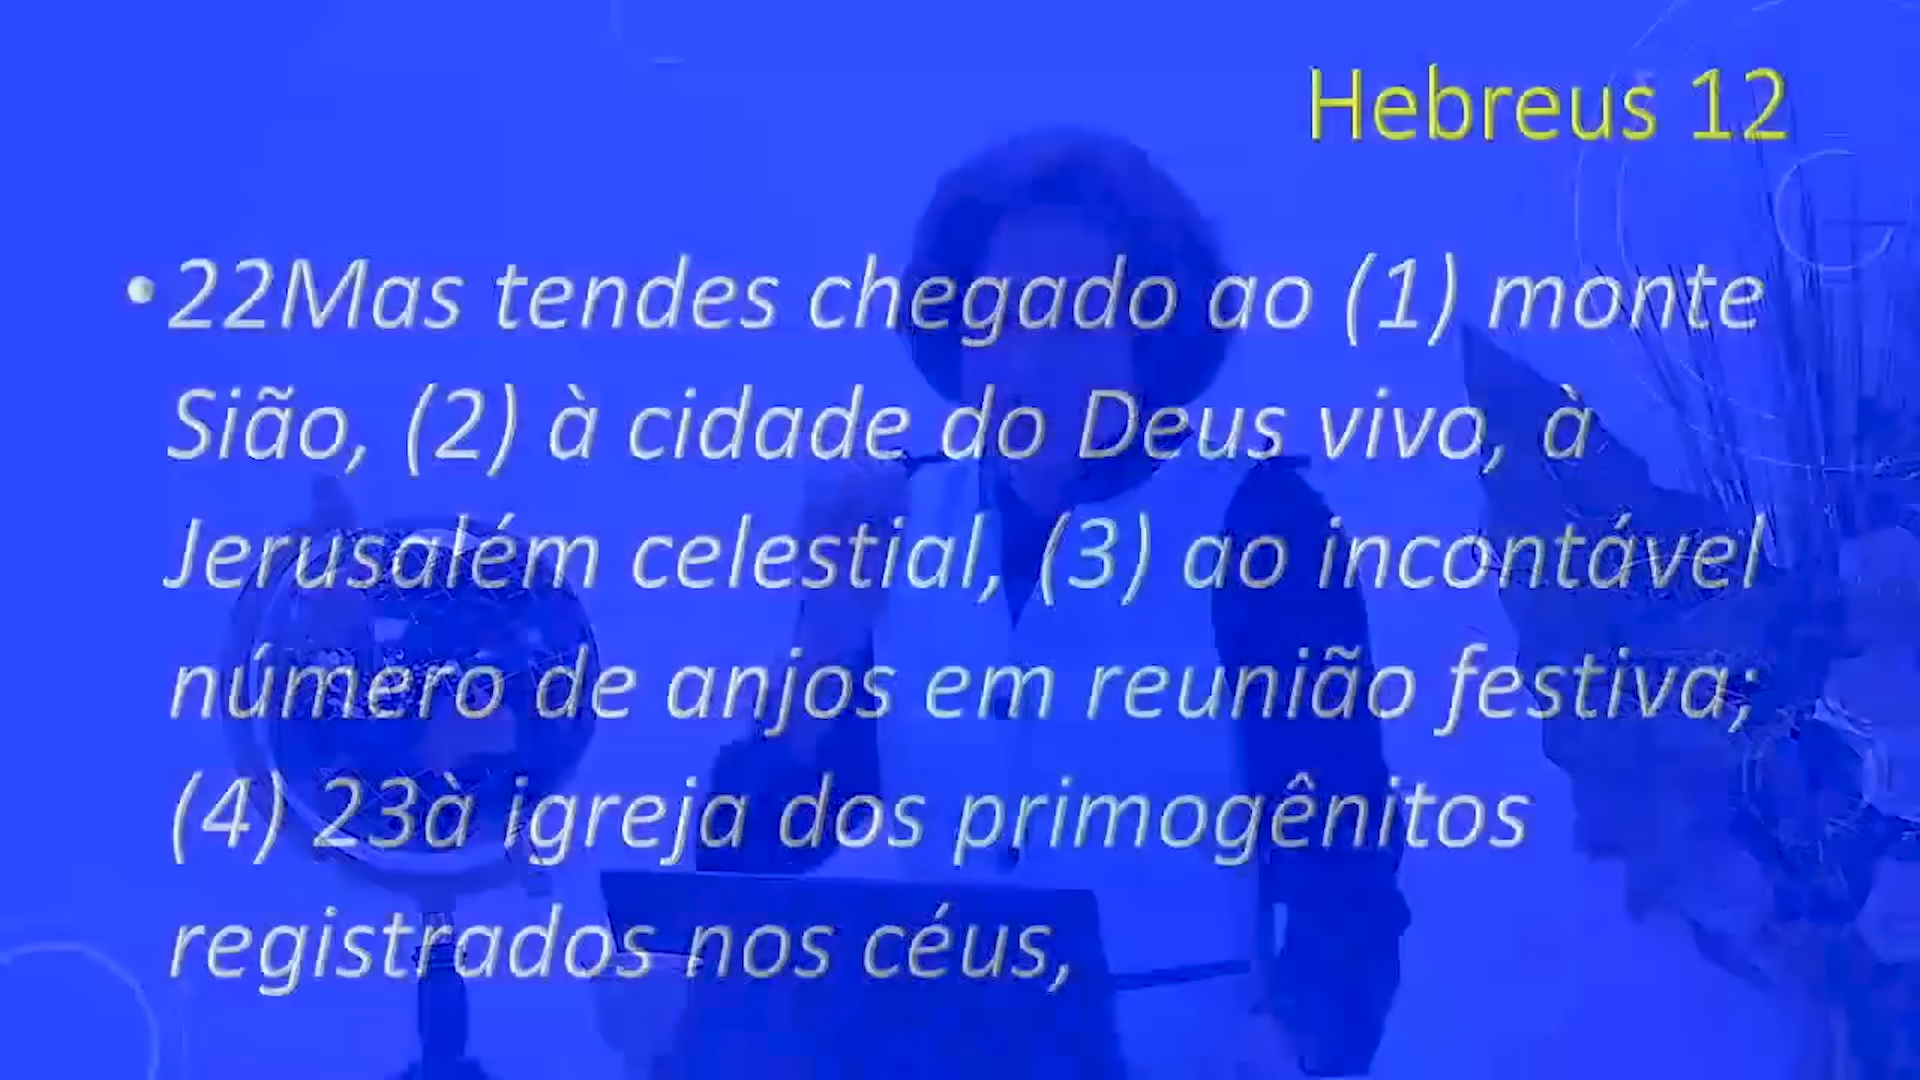 Hebreus 12
• 22Mas tendes chegado ao (1) monte
Sião, (2) à cidade do Deus vivo, à
Jerusalém celestial, (3) ao incontável
número de anjos em reunião festiva;
(4) 23à igreja dos primogênitos
registrados nos céus,